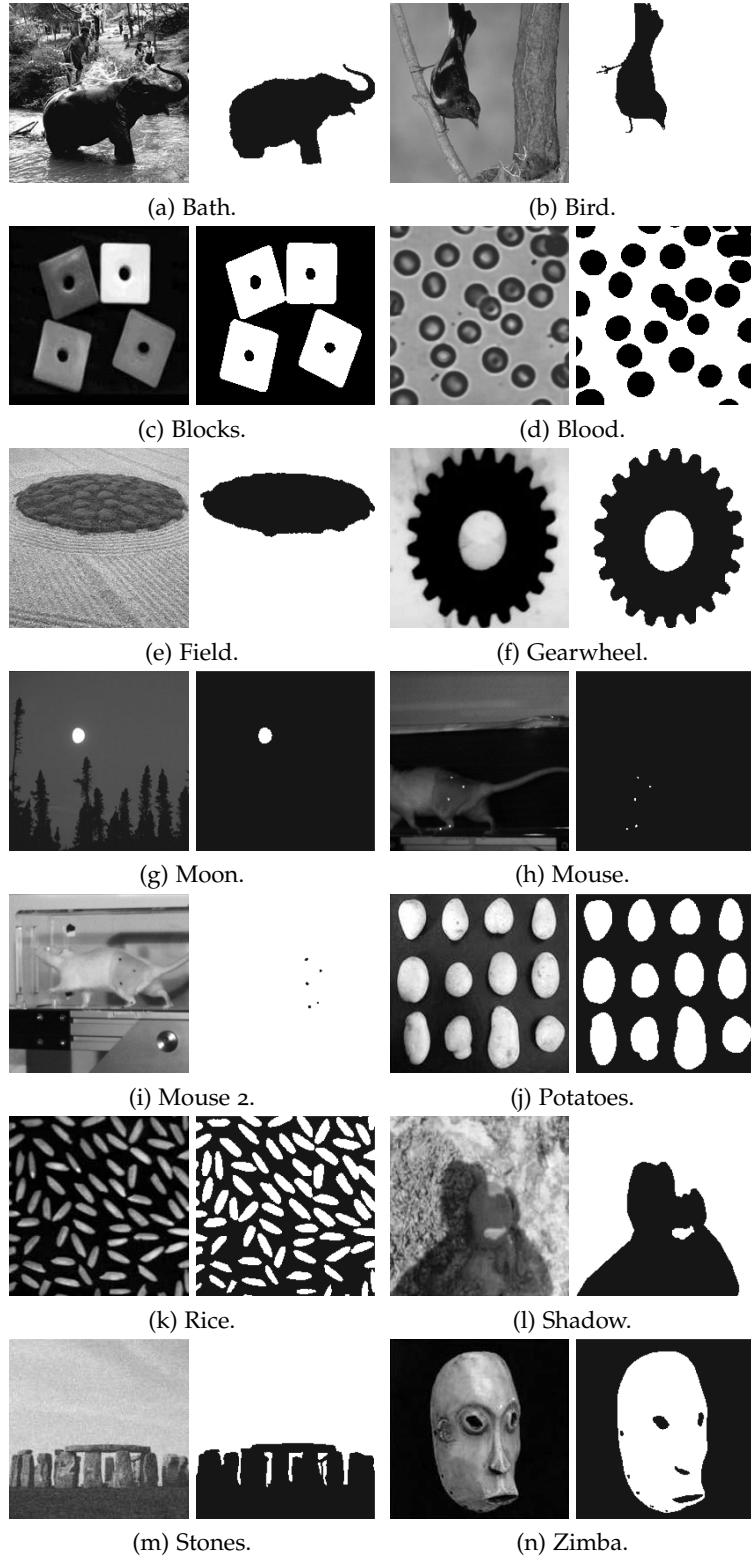 (a) Bath.
(b) Bird.
(c) Blocks.
(d) Blood.
(e) Field.
(f) Gearwheel.
(g) Moon.
(h) Mouse.
(i) Mouse 2.
(j) Potatoes.
(k) Rice.
(l) Shadow.
(m) Stones.
(n) Zimba.